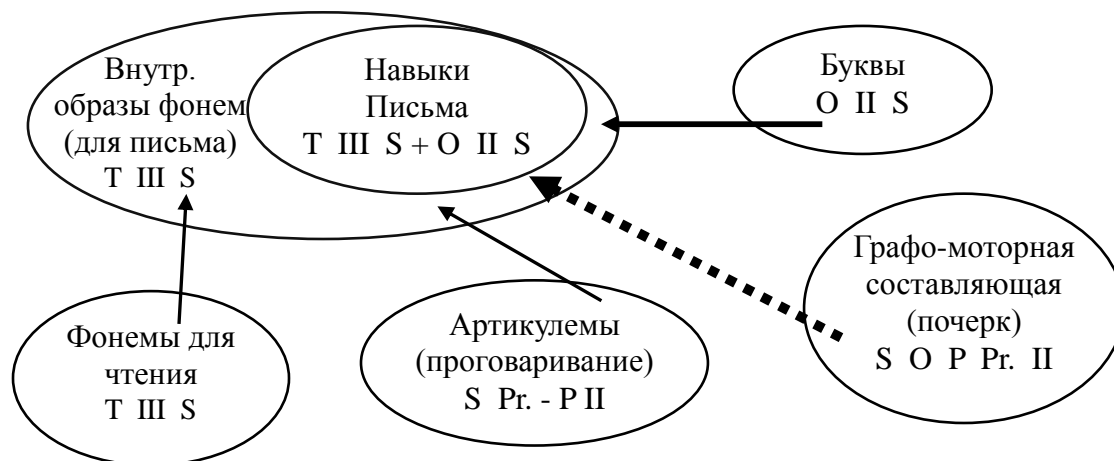 Внутр.
образы фонем
(для письма)
T III S
Навыки
Письма
T III S + O II S
Буквы
O II S
Графо-моторная
составляющая
(почерк)
S O P Pr. II
Фонемы для
чтения
T III S
Артикулемы
(проговаривание)
S Pr. - P II